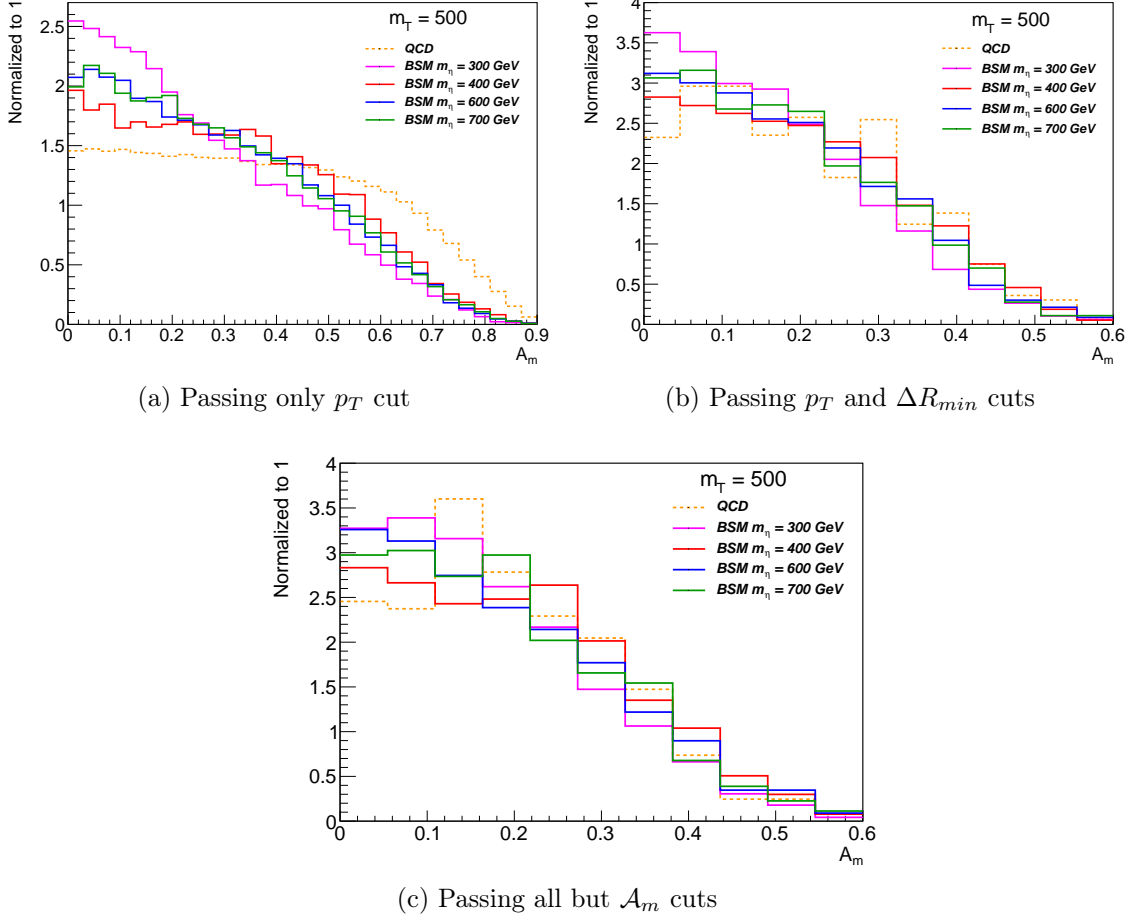 Normalized to 1
2.5
2
1.5
1
0.5
0
m_T = 500
QCD
BSM m_η = 300 GeV
BSM m_η = 400 GeV
BSM m_η = 600 GeV
BSM m_η = 700 GeV
0 0.1 0.2 0.3 0.4 0.5 0.6 0.7 0.8 0.9
A_m
(a) Passing only p_T cut
Normalized to 1
4
3.5
3
2.5
2
1.5
1
0.5
0
m_T = 500
QCD
BSM m_η = 300 GeV
BSM m_η = 400 GeV
BSM m_η = 600 GeV
BSM m_η = 700 GeV
0 0.1 0.2 0.3 0.4 0.5 0.6
A_m
(b) Passing p_T and ΔR_{min} cuts
Normalized to 1
4
3.5
3
2.5
2
1.5
1
0.5
0
m_T = 500
QCD
BSM m_η = 300 GeV
BSM m_η = 400 GeV
BSM m_η = 600 GeV
BSM m_η = 700 GeV
0 0.1 0.2 0.3 0.4 0.5 0.6
A_m
(c) Passing all but 𝒜_m cuts